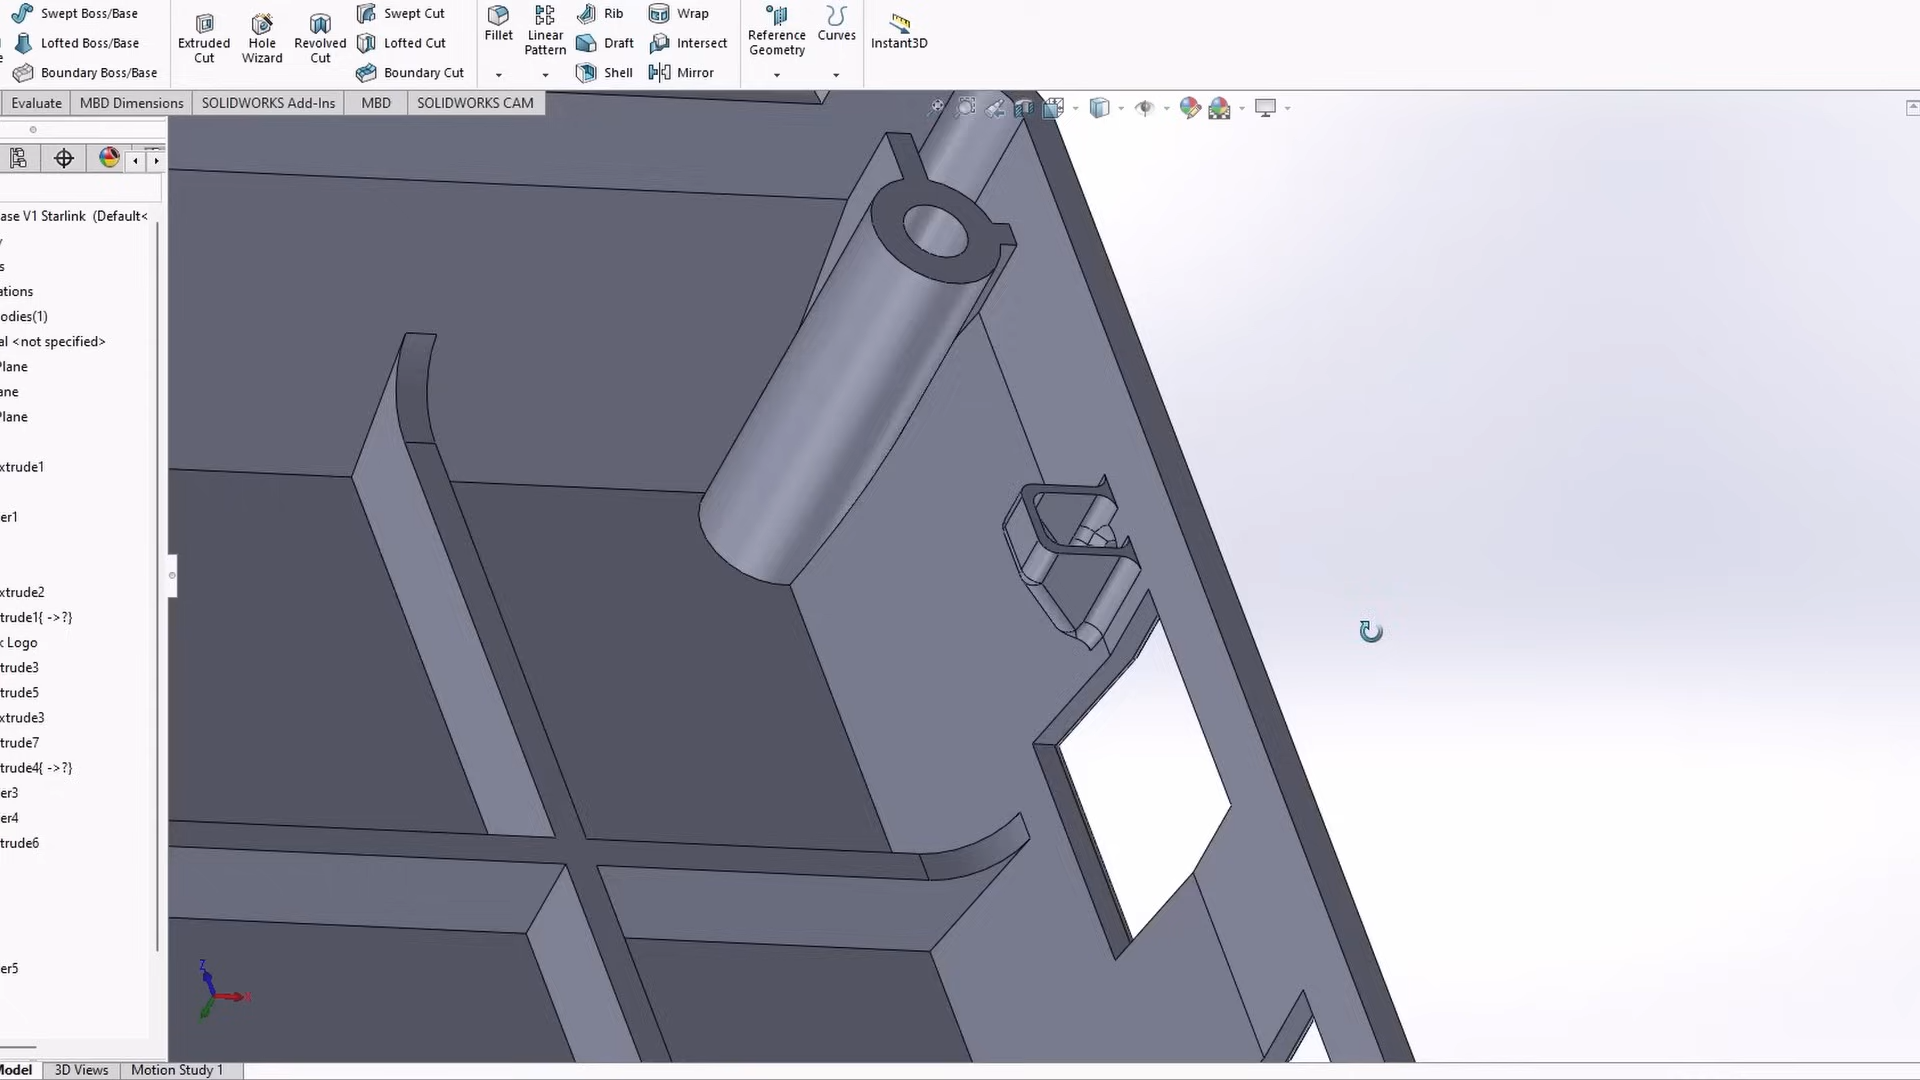 Swept Boss/Base
Lofted Boss/Base
Boundary Boss/Base
Extruded Cut
Hole Wizard
Revolved Cut
Swept Cut
Lofted Cut
Boundary Cut
Fillet
Linear Pattern
Rib
Draft
Shell
Wrap
Intersect
Mirror
Reference Geometry
Curves
Instant3D
Evaluate
MBD Dimensions
SOLIDWORKS Add-Ins
MBD
SOLIDWORKS CAM
ase V1 Starlink (Default<
y
s
ations
odies(1)
al <not specified>
Plane
ane
Plane
xtrude1
er1
xtrude2
trude1{ ->?}
k Logo
trude3
trude5
xtrude3
trude7
trude4{ ->?}
er3
er4
trude6
er5
Z
X
Model
3D Views
Motion Study 1